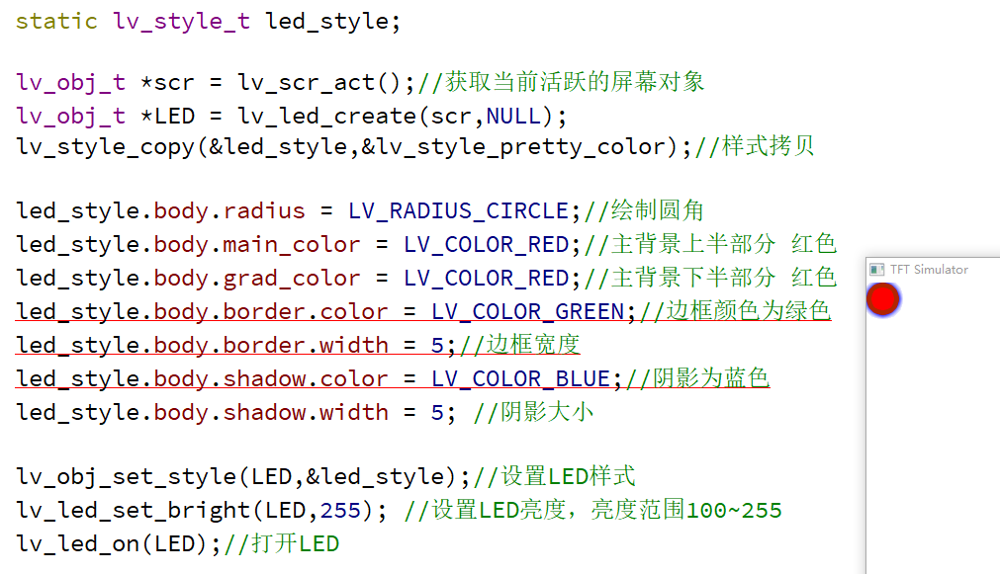 static lv_style_t led_style;
lv_obj_t *scr = lv_scr_act();//获取当前活跃的屏幕对象
lv_obj_t *LED = lv_led_create(scr,NULL);
lv_style_copy(&led_style,&lv_style_pretty_color);//样式拷贝
led_style.body.radius = LV_RADIUS_CIRCLE;//绘制圆角
led_style.body.main_color = LV_COLOR_RED;//主背景上半部分 红色
led_style.body.grad_color = LV_COLOR_RED;//主背景下半部分 红色
led_style.body.border.color = LV_COLOR_GREEN;//边框颜色为绿色
led_style.body.border.width = 5;//边框宽度
led_style.body.shadow.color = LV_COLOR_BLUE;//阴影为蓝色
led_style.body.shadow.width = 5; //阴影大小
lv_obj_set_style(LED,&led_style);//设置LED样式
lv_led_set_bright(LED,255); //设置LED亮度，亮度范围100~255
lv_led_on(LED);//打开LED
TFT Simulator